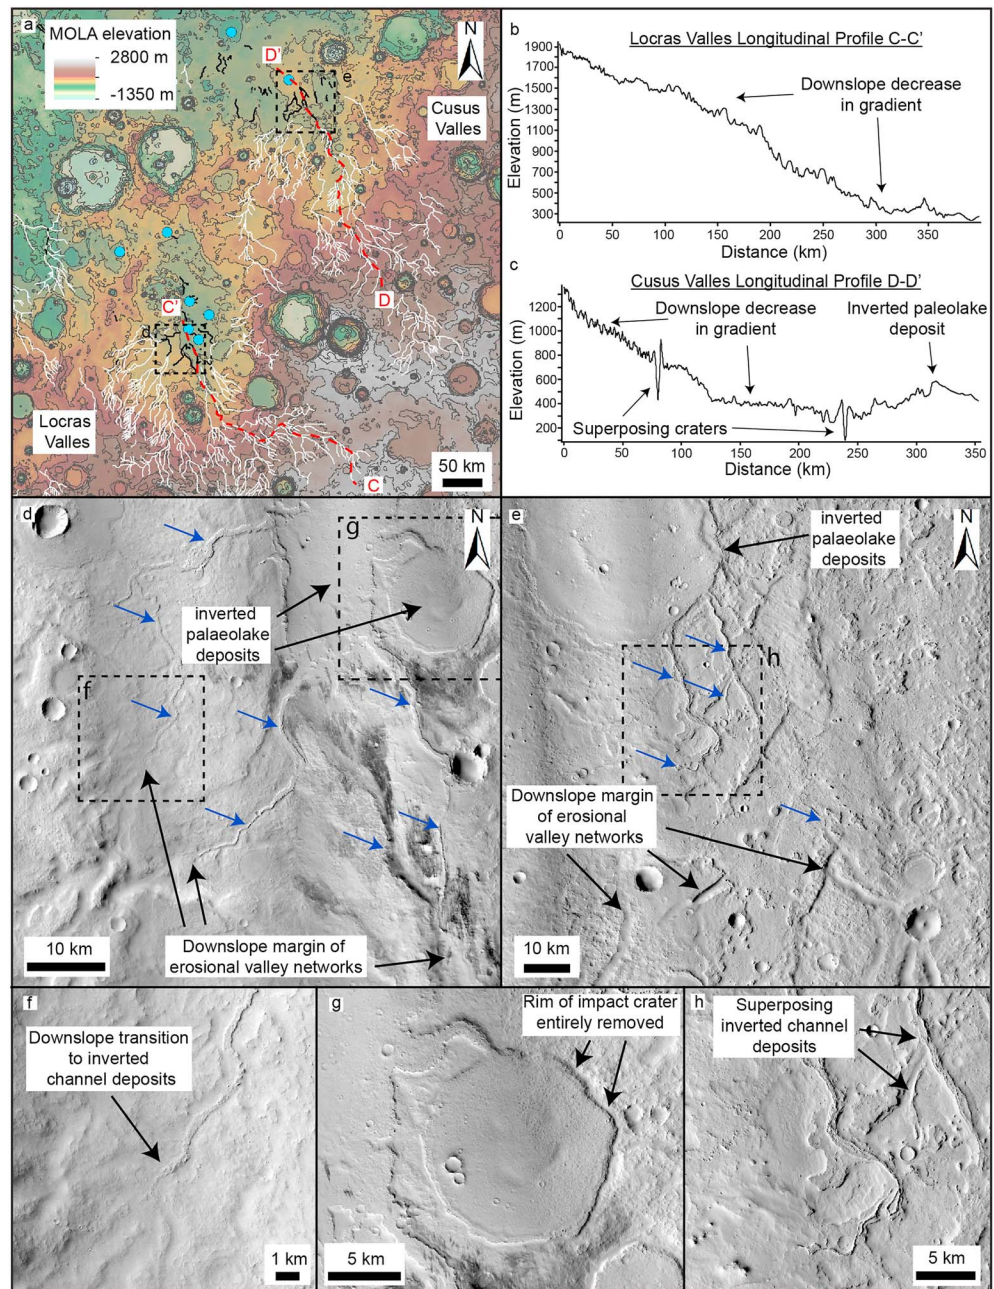 a
MOLA elevation
2800 m
-1350 m
N
D'
e
Cusus
Valles
D
C'
d
Locras
Valles
C
50 km
b
Locras Valles Longitudinal Profile C-C'
1900
1700
1500
1300
1100
900
700
500
300
Elevation (m)
Downslope decrease
in gradient
0
50
100
150
200
250
300
350
Distance (km)
c
Cusus Valles Longitudinal Profile D-D'
1200
1000
800
600
400
200
Elevation (m)
Downslope decrease
in gradient
Inverted paleolake
deposit
Superposing craters
0
50
100
150
200
250
300
350
Distance (km)
d
g
N
inverted
palaeolake
deposits
f
Downslope margin of
erosional valley networks
10 km
e
inverted
palaeolake
deposits
N
h
Downslope margin
of erosional
valley networks
10 km
f
Downslope transition
to inverted
channel deposits
1 km
g
Rim of impact crater
entirely removed
5 km
h
Superposing
inverted channel
deposits
5 km